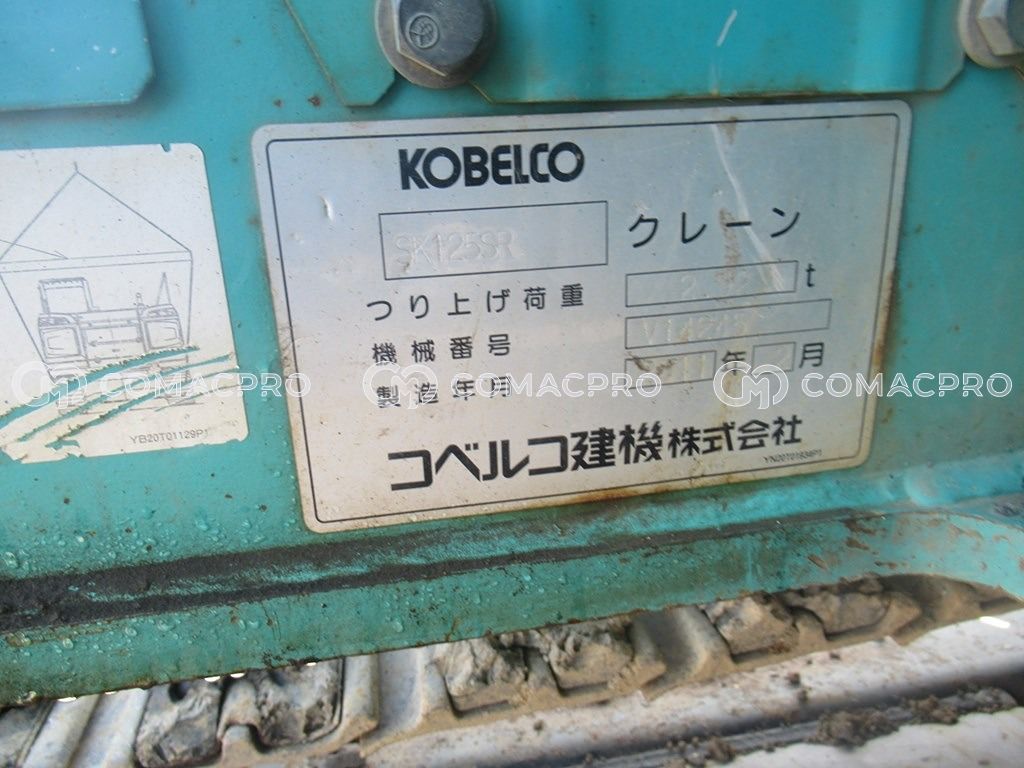 KOBELCO
SK125SR クレーン
つり上げ荷重 t
機械番号
製造年月 年 月
コベルコ建機株式会社
YN20T01634P1
YB20T01129P1
COMACPRO COMACPRO COMACPRO